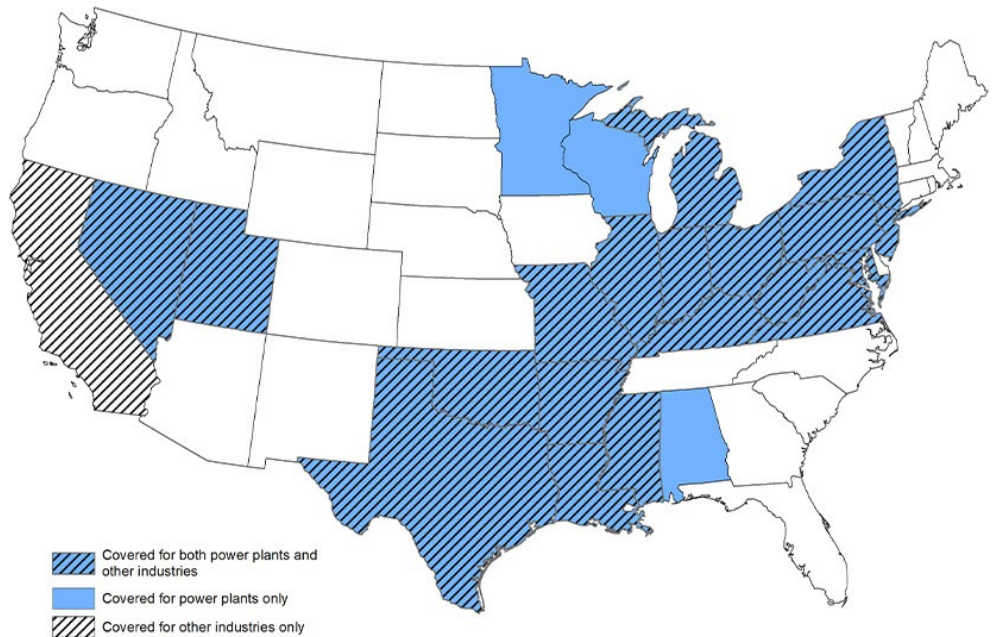 Covered for both power plants and
other industries
Covered for power plants only
Covered for other industries only